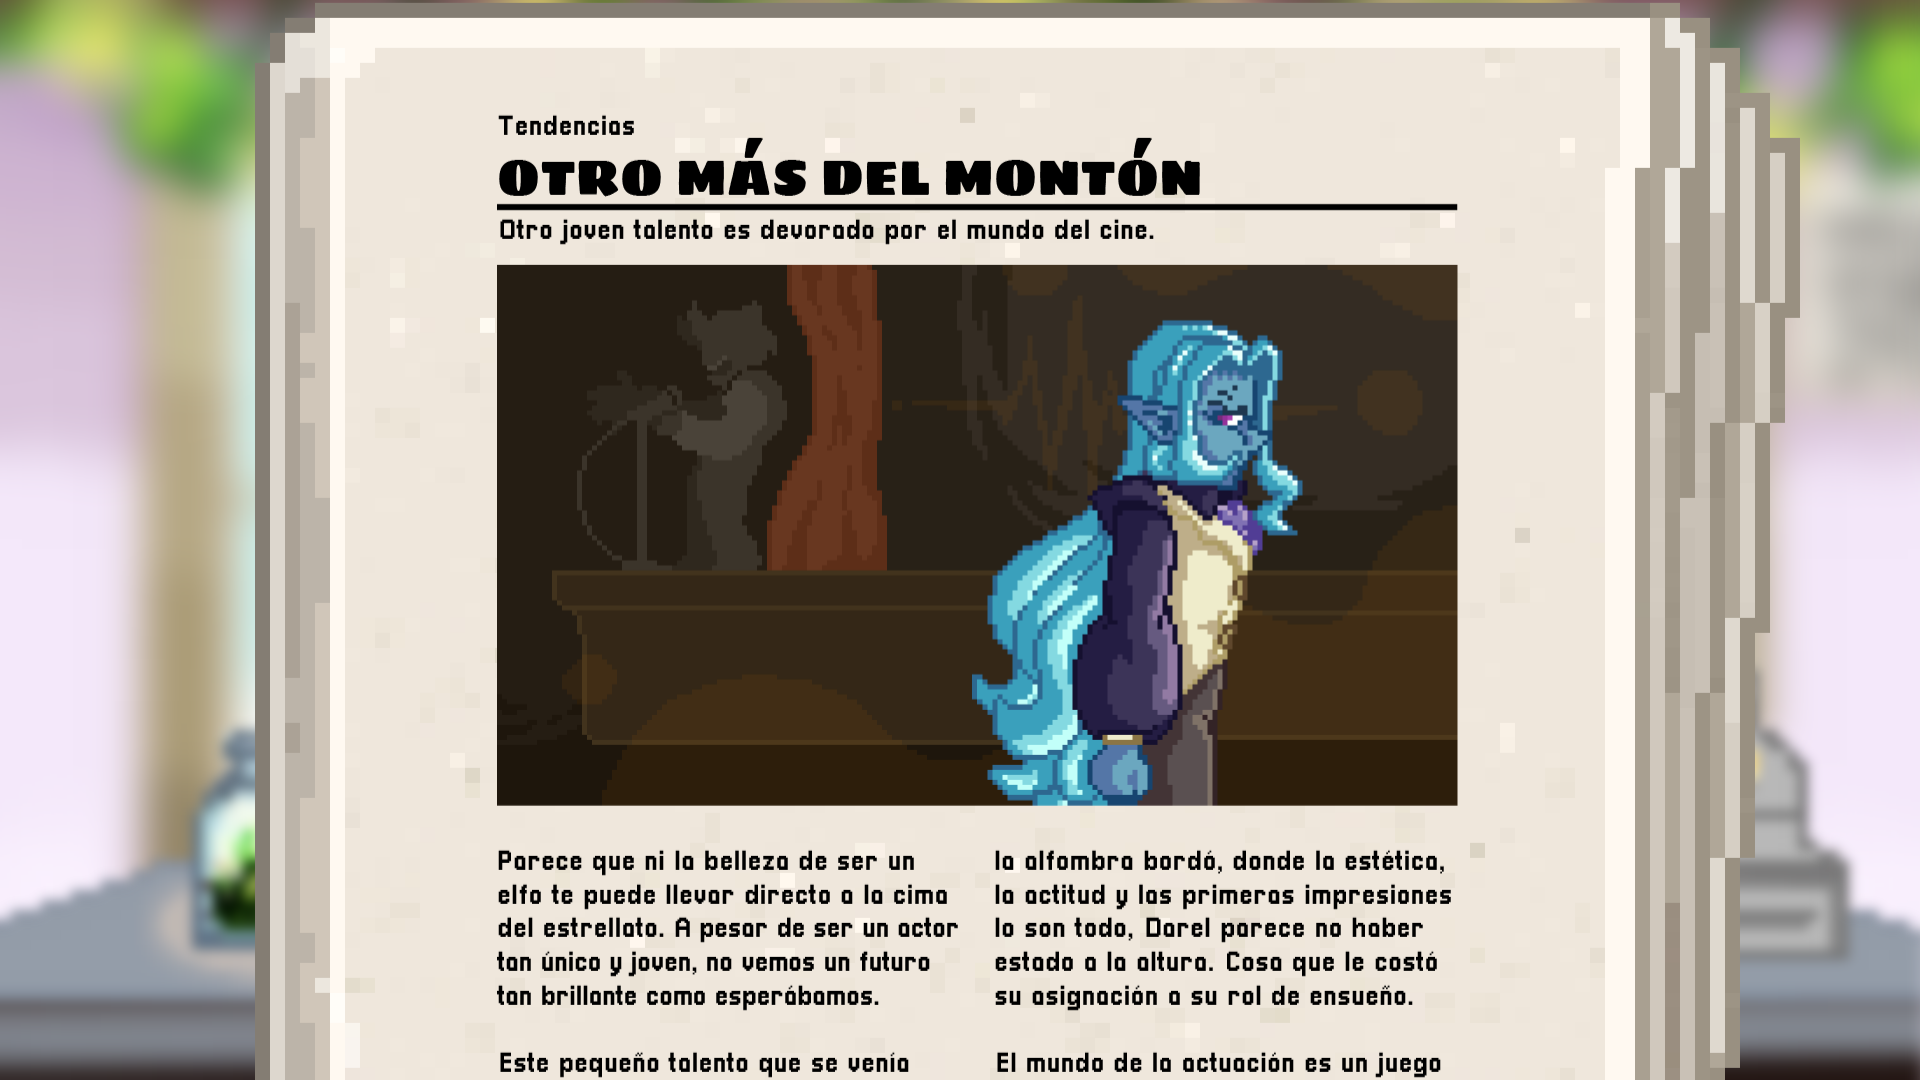 Tendencias
OTRO MÁS DEL MONTÓN
Otro joven talento es devorado por el mundo del cine.
Parece que ni la belleza de ser un
elfo te puede llevar directo a la cima
del estrellato. A pesar de ser un actor
tan único y joven, no vemos un futuro
tan brillante como esperábamos.
Este pequeño talento que se venía
la alfombra bordó, donde la estética,
la actitud y las primeras impresiones
lo son todo, Darel parece no haber
estado a la altura. Cosa que le costó
su asignación a su rol de ensueño.
El mundo de la actuación es un juego